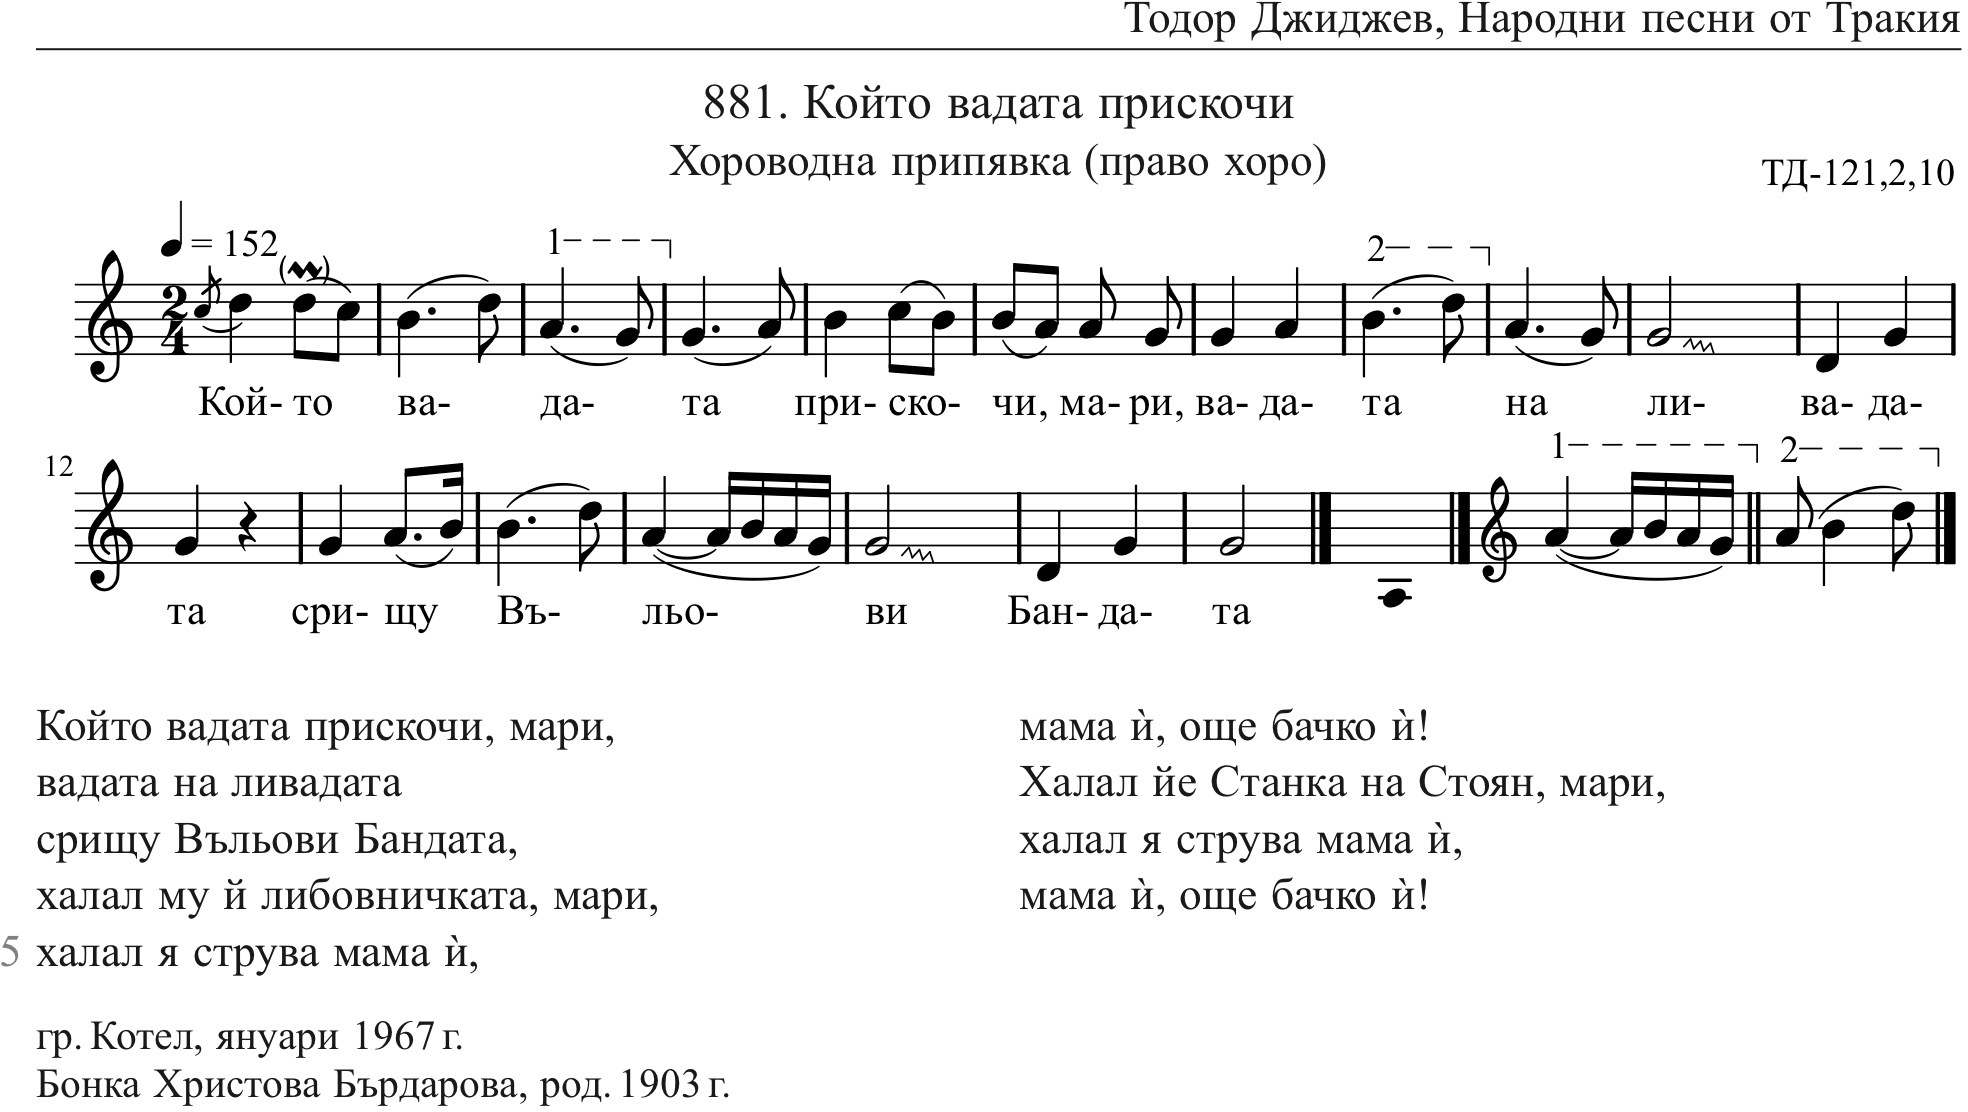 Тодор Джиджев, Народни песни от Тракия
881. Който вадата прискочи
Хороводна припявка (право хоро)
ТД-121,2,10
= 152
1
2
Кой- то ва- да- та при- ско- чи, ма- ри, ва- да- та на ли- ва- да-
12
1
2
та сри- щу Въ- льо- ви Бан- да- та
Който вадата прискочи, мари,
вадата на ливадата
срищу Въльови Бандата,
халал му й либовничката, мари,
5 халал я струва мама ѝ,
мама ѝ, още бачко ѝ!
Халал йе Станка на Стоян, мари,
халал я струва мама ѝ,
мама ѝ, още бачко ѝ!
гр. Котел, януари 1967 г.
Бонка Христова Бърдарова, род. 1903 г.